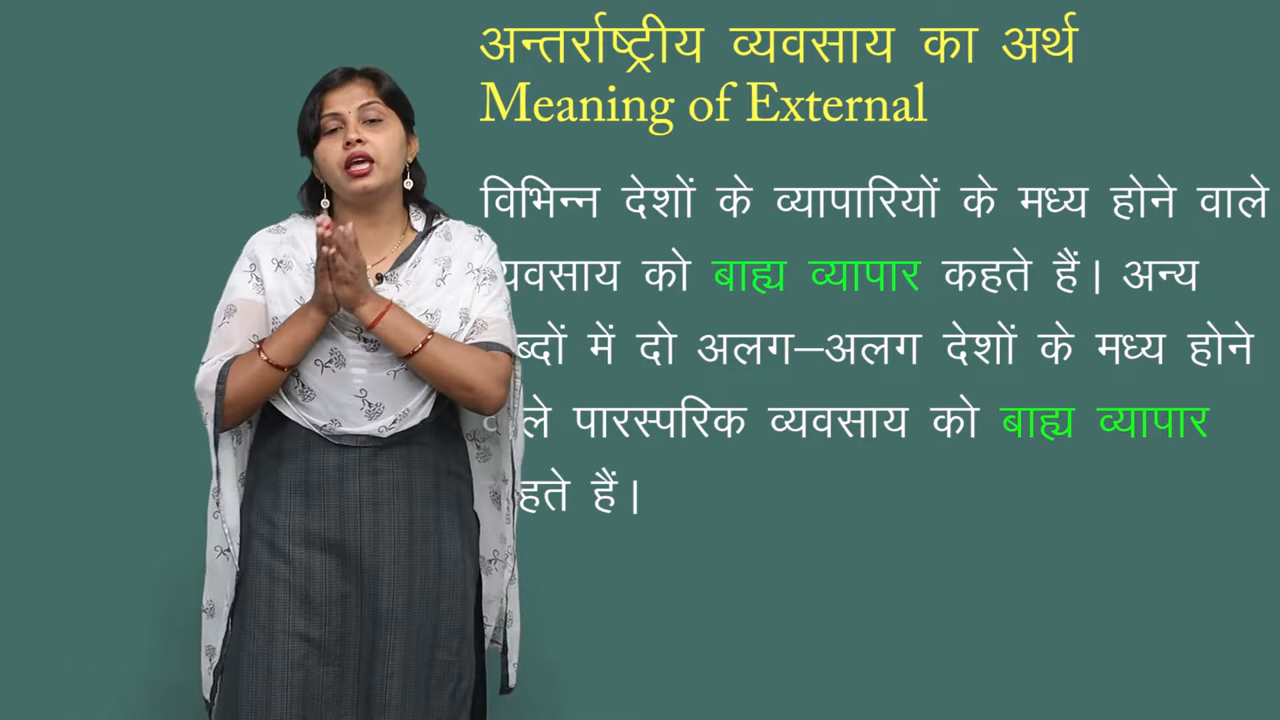 अन्तर्राष्ट्रीय व्यवसाय का अर्थ
Meaning of External
विभिन्न देशों के व्यापारियों के मध्य होने वाले
को बाह्य व्यापार कहते हैं। अन्य
में दो अलग–अलग देशों के मध्य होने
पारस्परिक व्यवसाय को बाह्य व्यापार
हैं।